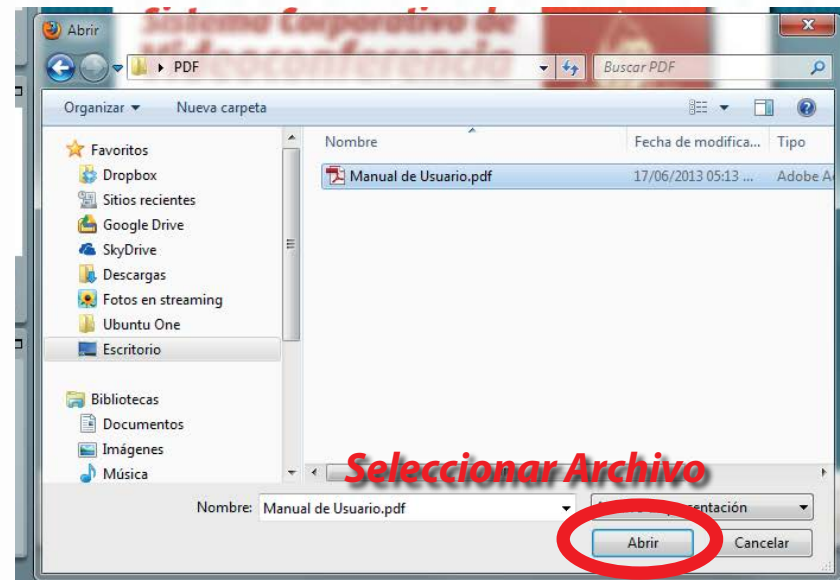 Sistema Corporativo de
Videoconferencia
Abrir
PDF
Buscar PDF
Organizar
Nueva carpeta
Favoritos
Dropbox
Sitios recientes
Google Drive
SkyDrive
Descargas
Fotos en streaming
Ubuntu One
Escritorio
Bibliotecas
Documentos
Imágenes
Música
Nombre
Fecha de modifica...
Tipo
Manual de Usuario.pdf
17/06/2013 05:13 ...
Adobe A
Seleccionar Archivo
Nombre:
Manual de Usuario.pdf
Abrir
Cancelar